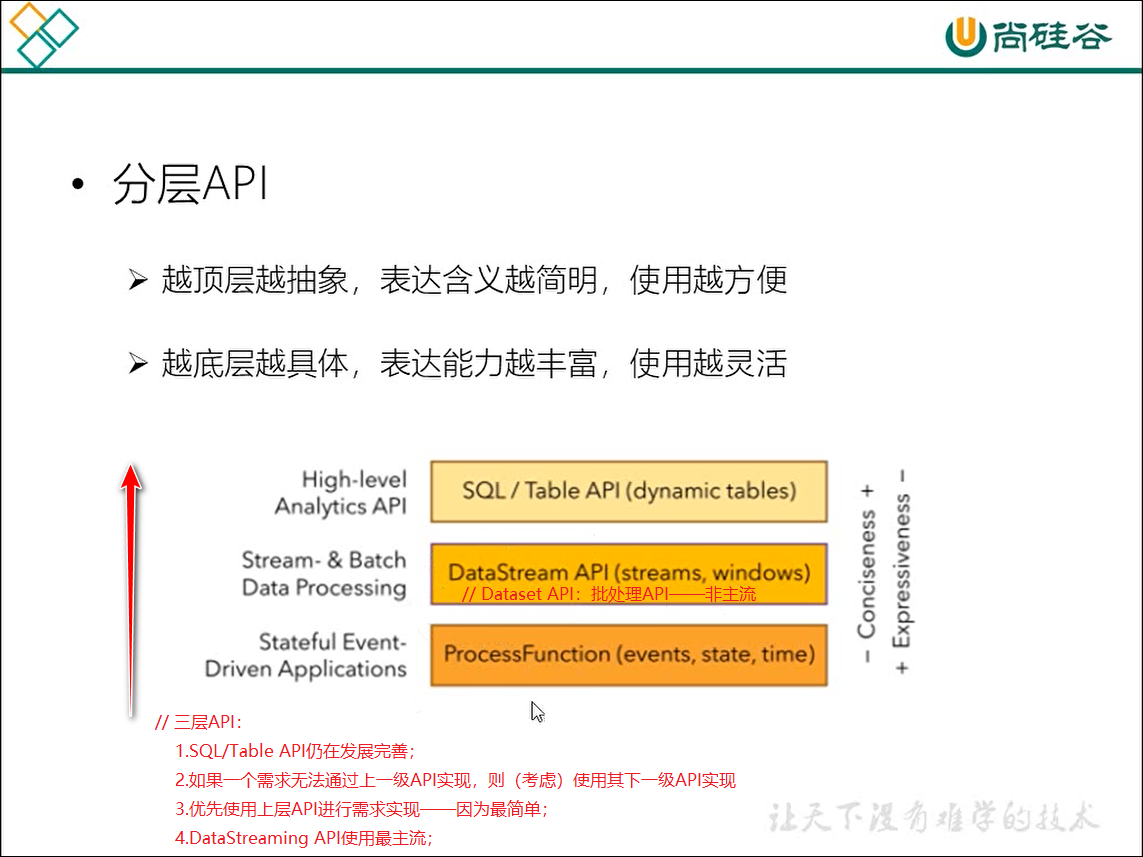 尚硅谷
• 分层API
➢ 越顶层越抽象，表达含义越简明，使用越方便
➢ 越底层越具体，表达能力越丰富，使用越灵活
High-level
Analytics API
SQL / Table API (dynamic tables)
Stream- & Batch
Data Processing
DataStream API (streams, windows)
// Dataset API：批处理API——非主流
Stateful Event-
Driven Applications
ProcessFunction (events, state, time)
− Conciseness +
+ Expressiveness −
// 三层API：
1.SQL/Table API仍在发展完善；
2.如果一个需求无法通过上一级API实现，则（考虑）使用其下一级API实现
3.优先使用上层API进行需求实现——因为最简单；
4.DataStreaming API使用最主流；
让天下没有难学的技术